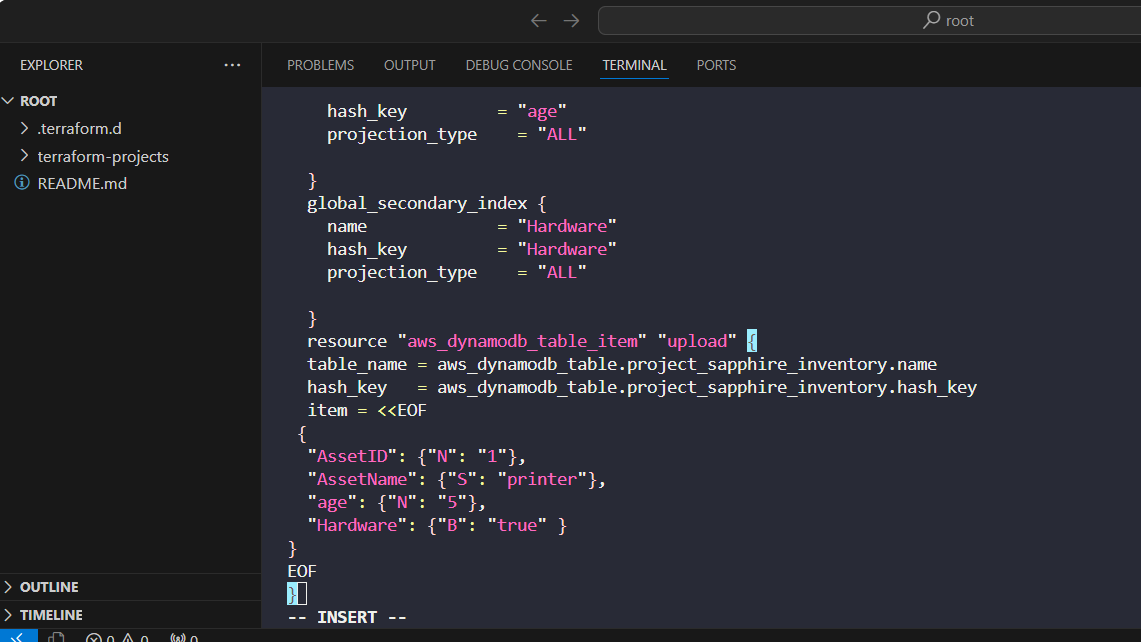 root
EXPLORER ...
PROBLEMS OUTPUT DEBUG CONSOLE TERMINAL PORTS
ROOT
.terraform.d
terraform-projects
README.md
OUTLINE
TIMELINE
hash_key = "age"
projection_type = "ALL"
}
global_secondary_index {
name = "Hardware"
hash_key = "Hardware"
projection_type = "ALL"
}
resource "aws_dynamodb_table_item" "upload" {
table_name = aws_dynamodb_table.project_sapphire_inventory.name
hash_key = aws_dynamodb_table.project_sapphire_inventory.hash_key
item = <<EOF
{
"AssetID": {"N": "1"},
"AssetName": {"S": "printer"},
"age": {"N": "5"},
"Hardware": {"B": "true" }
}
EOF
}
-- INSERT --
0 0 0